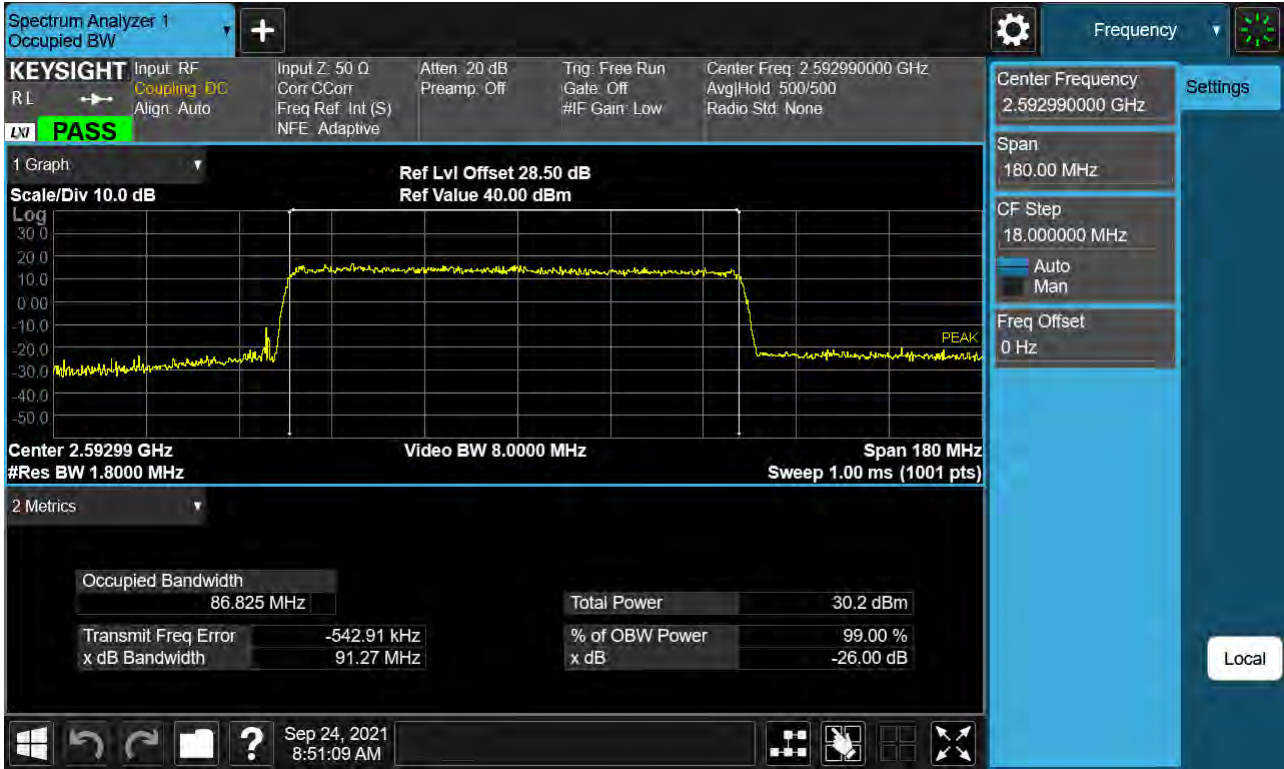 Spectrum Analyzer 1
Occupied BW
+
Frequency
KEYSIGHT
R L
LXI
PASS
Input: RF
Coupling: DC
Align: Auto
Input Z: 50 Ω
Corr CCorr
Freq Ref: Int (S)
NFE: Adaptive
Atten: 20 dB
Preamp: Off
Trig: Free Run
Gate: Off
#IF Gain: Low
Center Freq: 2.592990000 GHz
Avg|Hold: 500/500
Radio Std: None
1 Graph
Scale/Div 10.0 dB
Ref Lvl Offset 28.50 dB
Ref Value 40.00 dBm
Log
30.0
20.0
10.0
0.00
-10.0
-20.0
-30.0
-40.0
-50.0
PEAK
Center 2.59299 GHz
#Res BW 1.8000 MHz
Video BW 8.0000 MHz
Span 180 MHz
Sweep 1.00 ms (1001 pts)
2 Metrics
Occupied Bandwidth
86.825 MHz
Transmit Freq Error -542.91 kHz
x dB Bandwidth 91.27 MHz
Total Power 30.2 dBm
% of OBW Power 99.00 %
x dB -26.00 dB
Center Frequency
2.592990000 GHz
Span
180.00 MHz
CF Step
18.000000 MHz
Auto
Man
Freq Offset
0 Hz
Settings
Local
?
Sep 24, 2021
8:51:09 AM